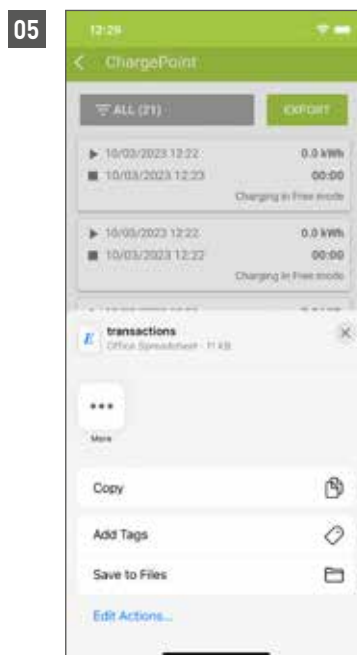 05
12:29
ChargePoint
ALL (21)
EXPORT
10/03/2023 12:22
0.0 kWh
10/03/2023 12:23
00:00
Charging in Free mode
10/03/2023 12:22
0.0 kWh
10/03/2023 12:22
00:00
Charging in Free mode
transactions
Office Spreadsheet · 11 KB
More
Copy
Add Tags
Save to Files
Edit Actions...